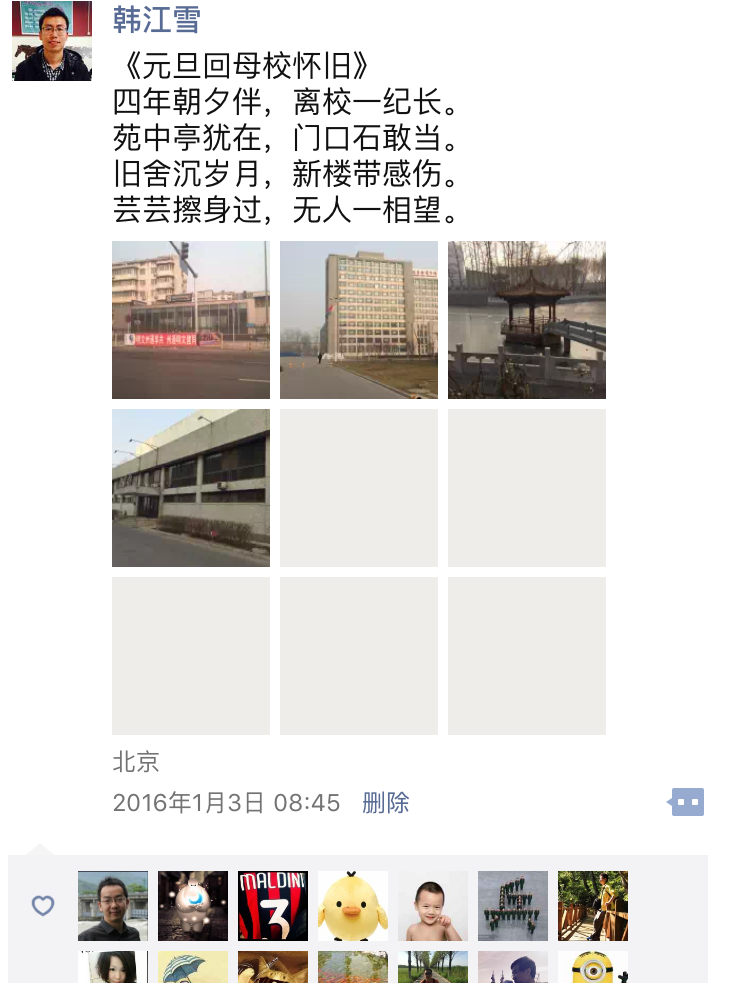 韩江雪
《元旦回母校怀旧》
四年朝夕伴，离校一纪长。
苑中亭犹在，门口石敢当。
旧舍沉岁月，新楼带感伤。
芸芸擦身过，无人一相望。
北京
2016年1月3日 08:45 删除
MALDINI
3